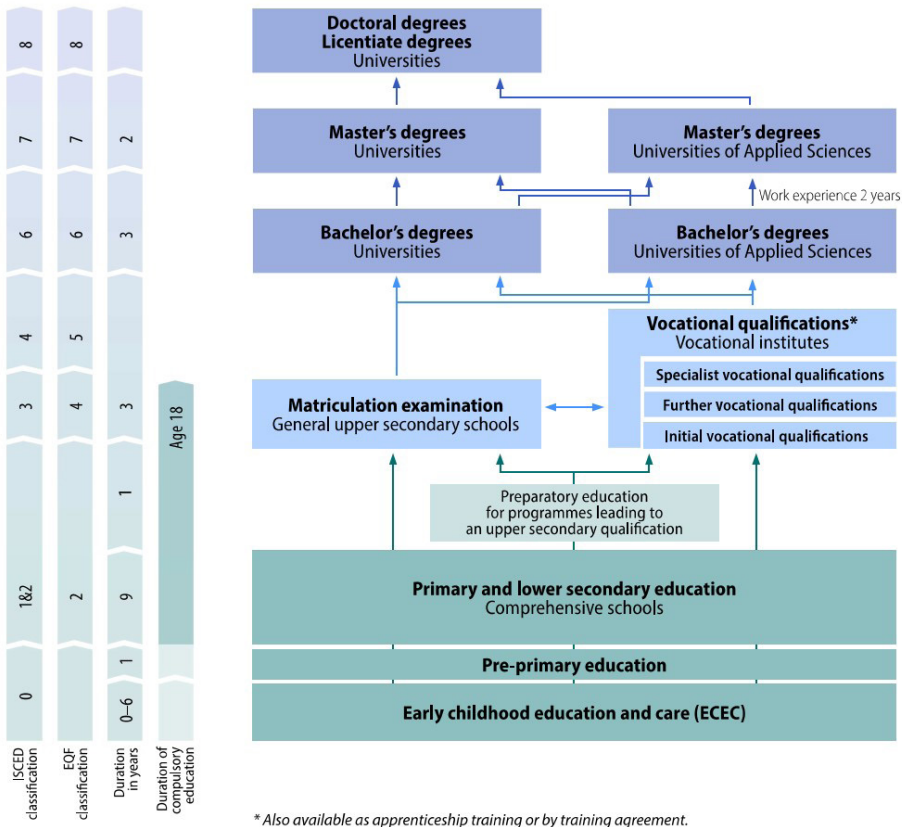 Doctoral degrees
Licentiate degrees
Universities
Master's degrees
Universities
Master's degrees
Universities of Applied Sciences
Work experience 2 years
Bachelor's degrees
Universities
Bachelor's degrees
Universities of Applied Sciences
Vocational qualifications*
Vocational institutes
Specialist vocational qualifications
Further vocational qualifications
Initial vocational qualifications
Matriculation examination
General upper secondary schools
Preparatory education
for programmes leading to
an upper secondary qualification
Primary and lower secondary education
Comprehensive schools
Pre-primary education
Early childhood education and care (ECEC)
8
7
6
4
3
1&2
0
ISCED
classification
8
7
6
5
4
2
EQF
classification
2
3
3
1
9
1
0–6
Duration
in years
Age 18
Duration of
compulsory
education
* Also available as apprenticeship training or by training agreement.